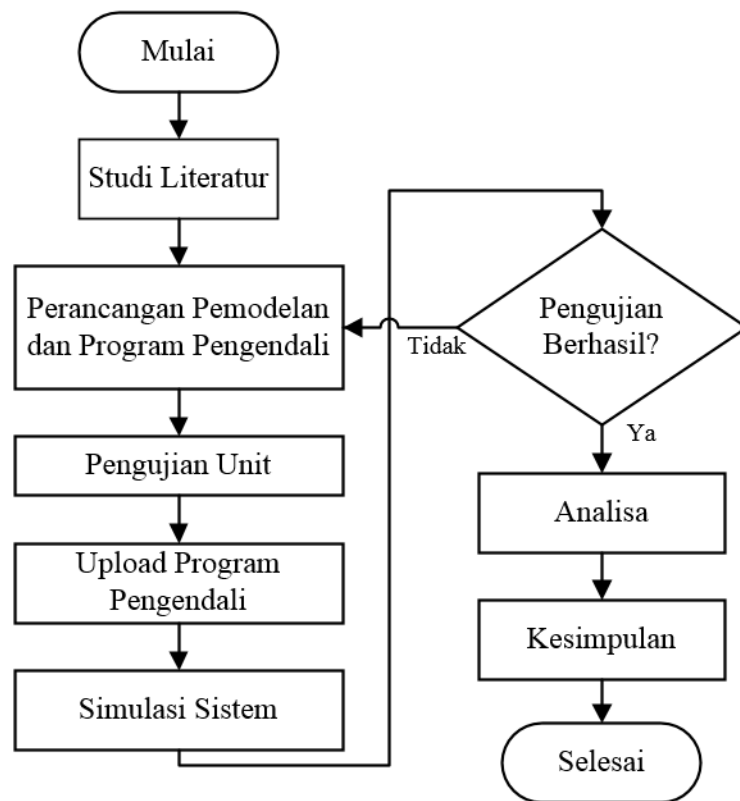 Mulai
Studi Literatur
Perancangan Pemodelan
dan Program Pengendali
Pengujian Unit
Upload Program
Pengendali
Simulasi Sistem
Pengujian
Berhasil?
Tidak
Ya
Analisa
Kesimpulan
Selesai